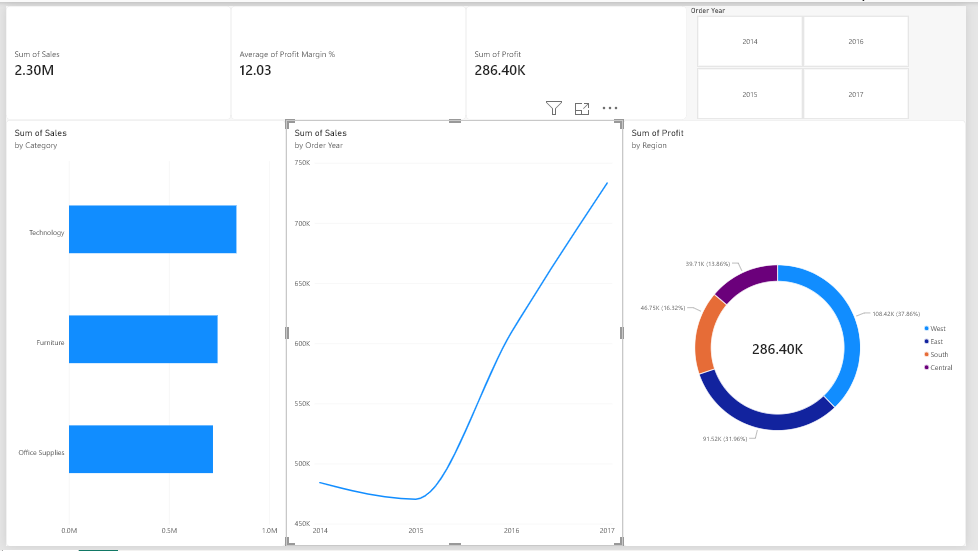 Sum of Sales
2.30M
Average of Profit Margin %
12.03
Sum of Profit
286.40K
Order Year
2014
2016
2015
2017
Sum of Sales
by Category
Technology
Furniture
Office Supplies
0.0M
0.5M
1.0M
Sum of Sales
by Order Year
750K
700K
650K
600K
550K
500K
450K
2014
2015
2016
2017
Sum of Profit
by Region
39.71K (13.86%)
46.75K (16.32%)
108.42K (37.86%)
91.52K (31.96%)
286.40K
West
East
South
Central